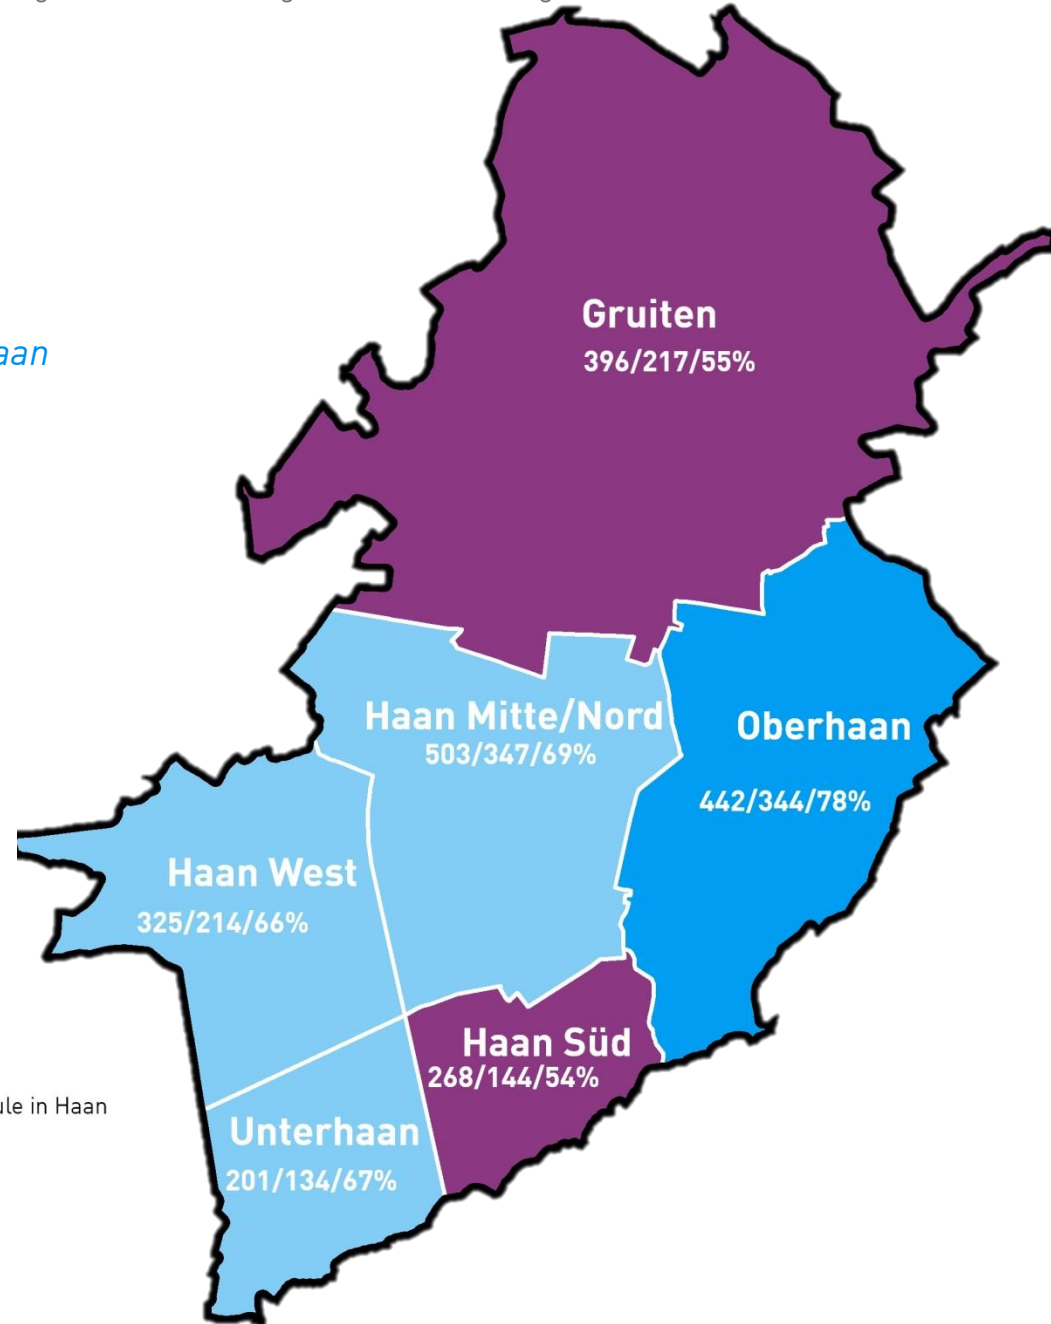 aan
Gruiten
396/217/55%
Haan Mitte/Nord
503/347/69%
Oberhaan
442/344/78%
Haan West
325/214/66%
Haan Süd
268/144/54%
ule in Haan
Unterhaan
201/134/67%